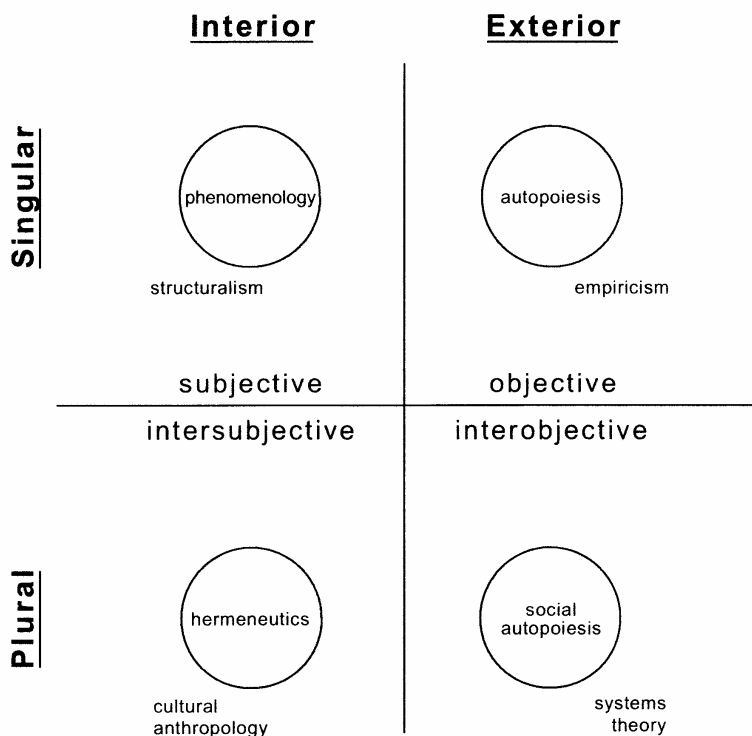 Interior
Exterior
Singular
phenomenology
autopoiesis
structuralism
empiricism
subjective
objective
intersubjective
interobjective
Plural
hermeneutics
social
autopoiesis
cultural
anthropology
systems
theory